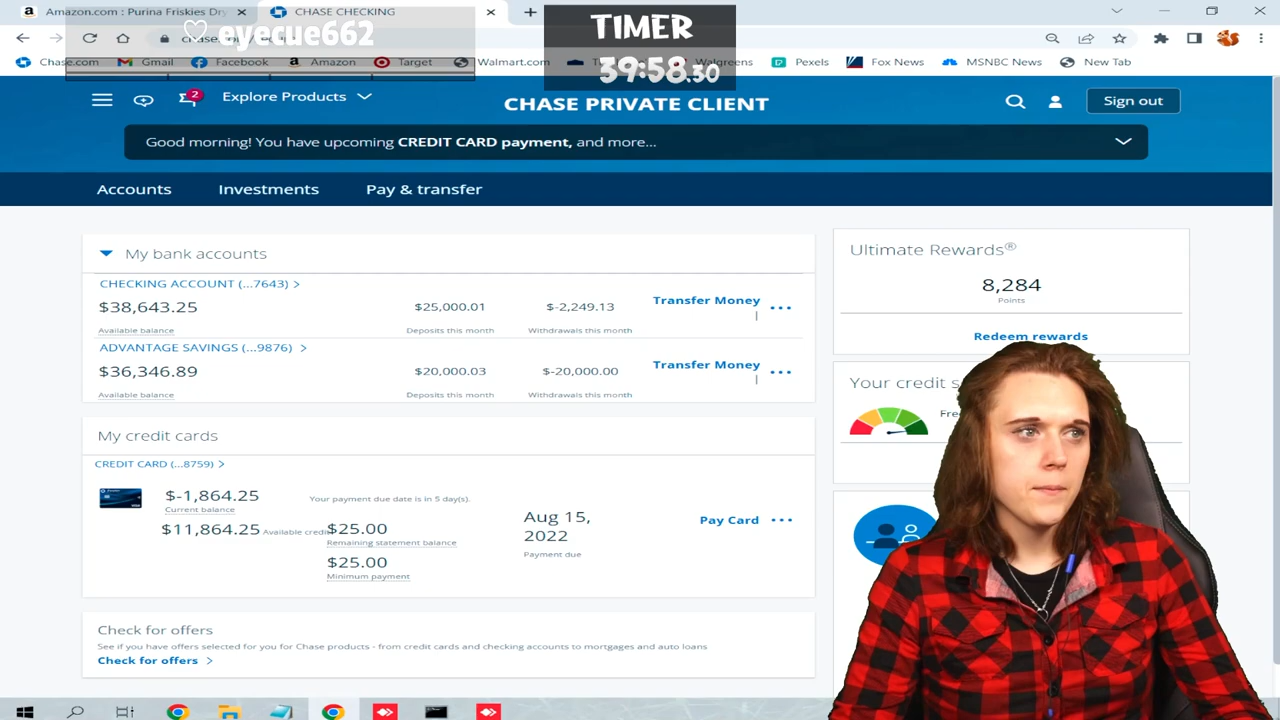 Amazon.com : Purina Friskies Dry
CHASE CHECKING
TIMER
39:58.30
♡ eyecue662
chase.
Chase.com
Gmail
Facebook
Amazon
Target
Walmart.com
Pexels
Fox News
MSNBC News
New Tab
2
Explore Products
CHASE PRIVATE CLIENT
Sign out
Good morning! You have upcoming CREDIT CARD payment, and more...
Accounts
Investments
Pay & transfer
My bank accounts
CHECKING ACCOUNT (...7643) >
$38,643.25
$25,000.01
$-2,249.13
Transfer Money
Available balance
Deposits this month
Withdrawals this month
ADVANTAGE SAVINGS (...9876) >
$36,346.89
$20,000.03
$-20,000.00
Transfer Money
Available balance
Deposits this month
Withdrawals this month
My credit cards
CREDIT CARD (...8759) >
$-1,864.25
Current balance
Your payment due date is in 5 day(s).
$11,864.25 Available credit
$25.00
Remaining statement balance
$25.00
Minimum payment
Aug 15,
2022
Payment due
Pay Card
Check for offers
See if you have offers selected for you for Chase products - from credit cards and checking accounts to mortgages and auto loans
Check for offers >
Ultimate Rewards®
8,284
Points
Redeem rewards
Your credit s
Fre